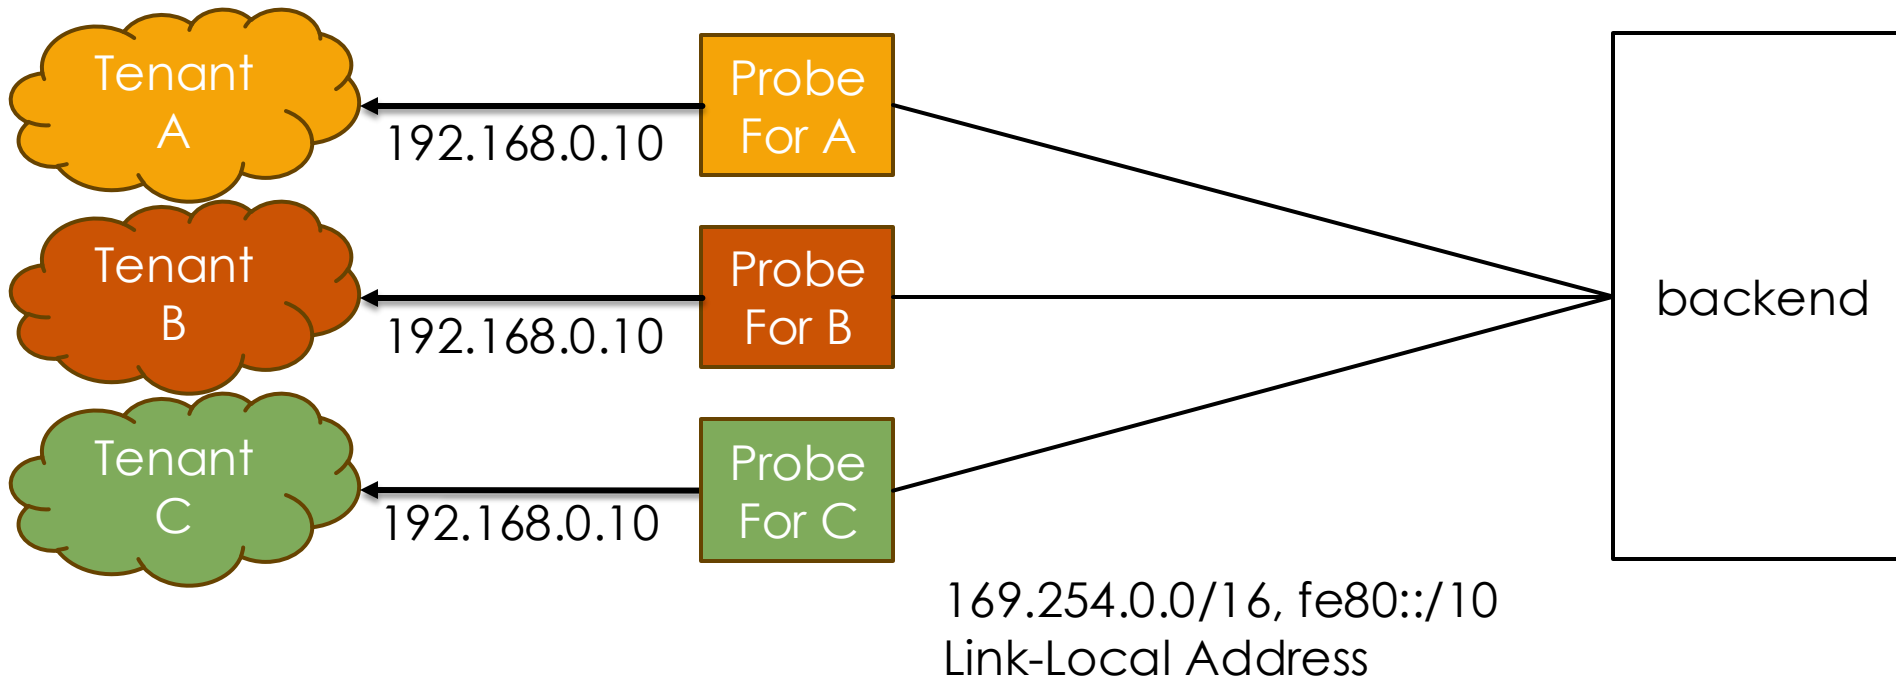 Tenant
A
192.168.0.10
Probe
For A
Tenant
B
192.168.0.10
Probe
For B
backend
Tenant
C
192.168.0.10
Probe
For C
169.254.0.0/16, fe80::/10
Link-Local Address